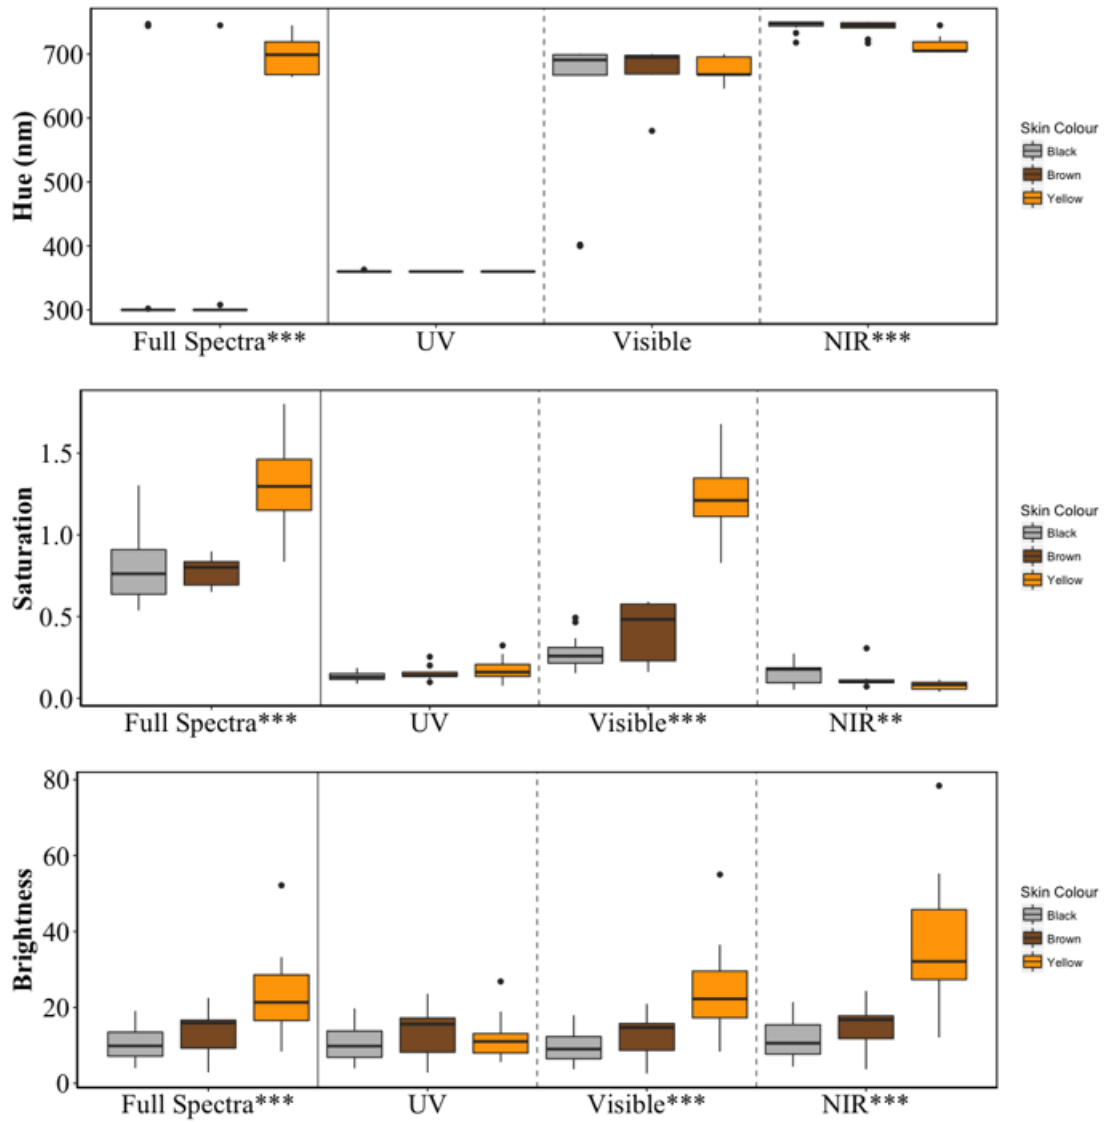 Hue (nm)
700
600
500
400
300
Full Spectra*** UV Visible NIR***
Skin Colour
Black
Brown
Yellow
Saturation
1.5
1.0
0.5
0.0
Full Spectra*** UV Visible*** NIR**
Skin Colour
Black
Brown
Yellow
Brightness
80
60
40
20
0
Full Spectra*** UV Visible*** NIR***
Skin Colour
Black
Brown
Yellow